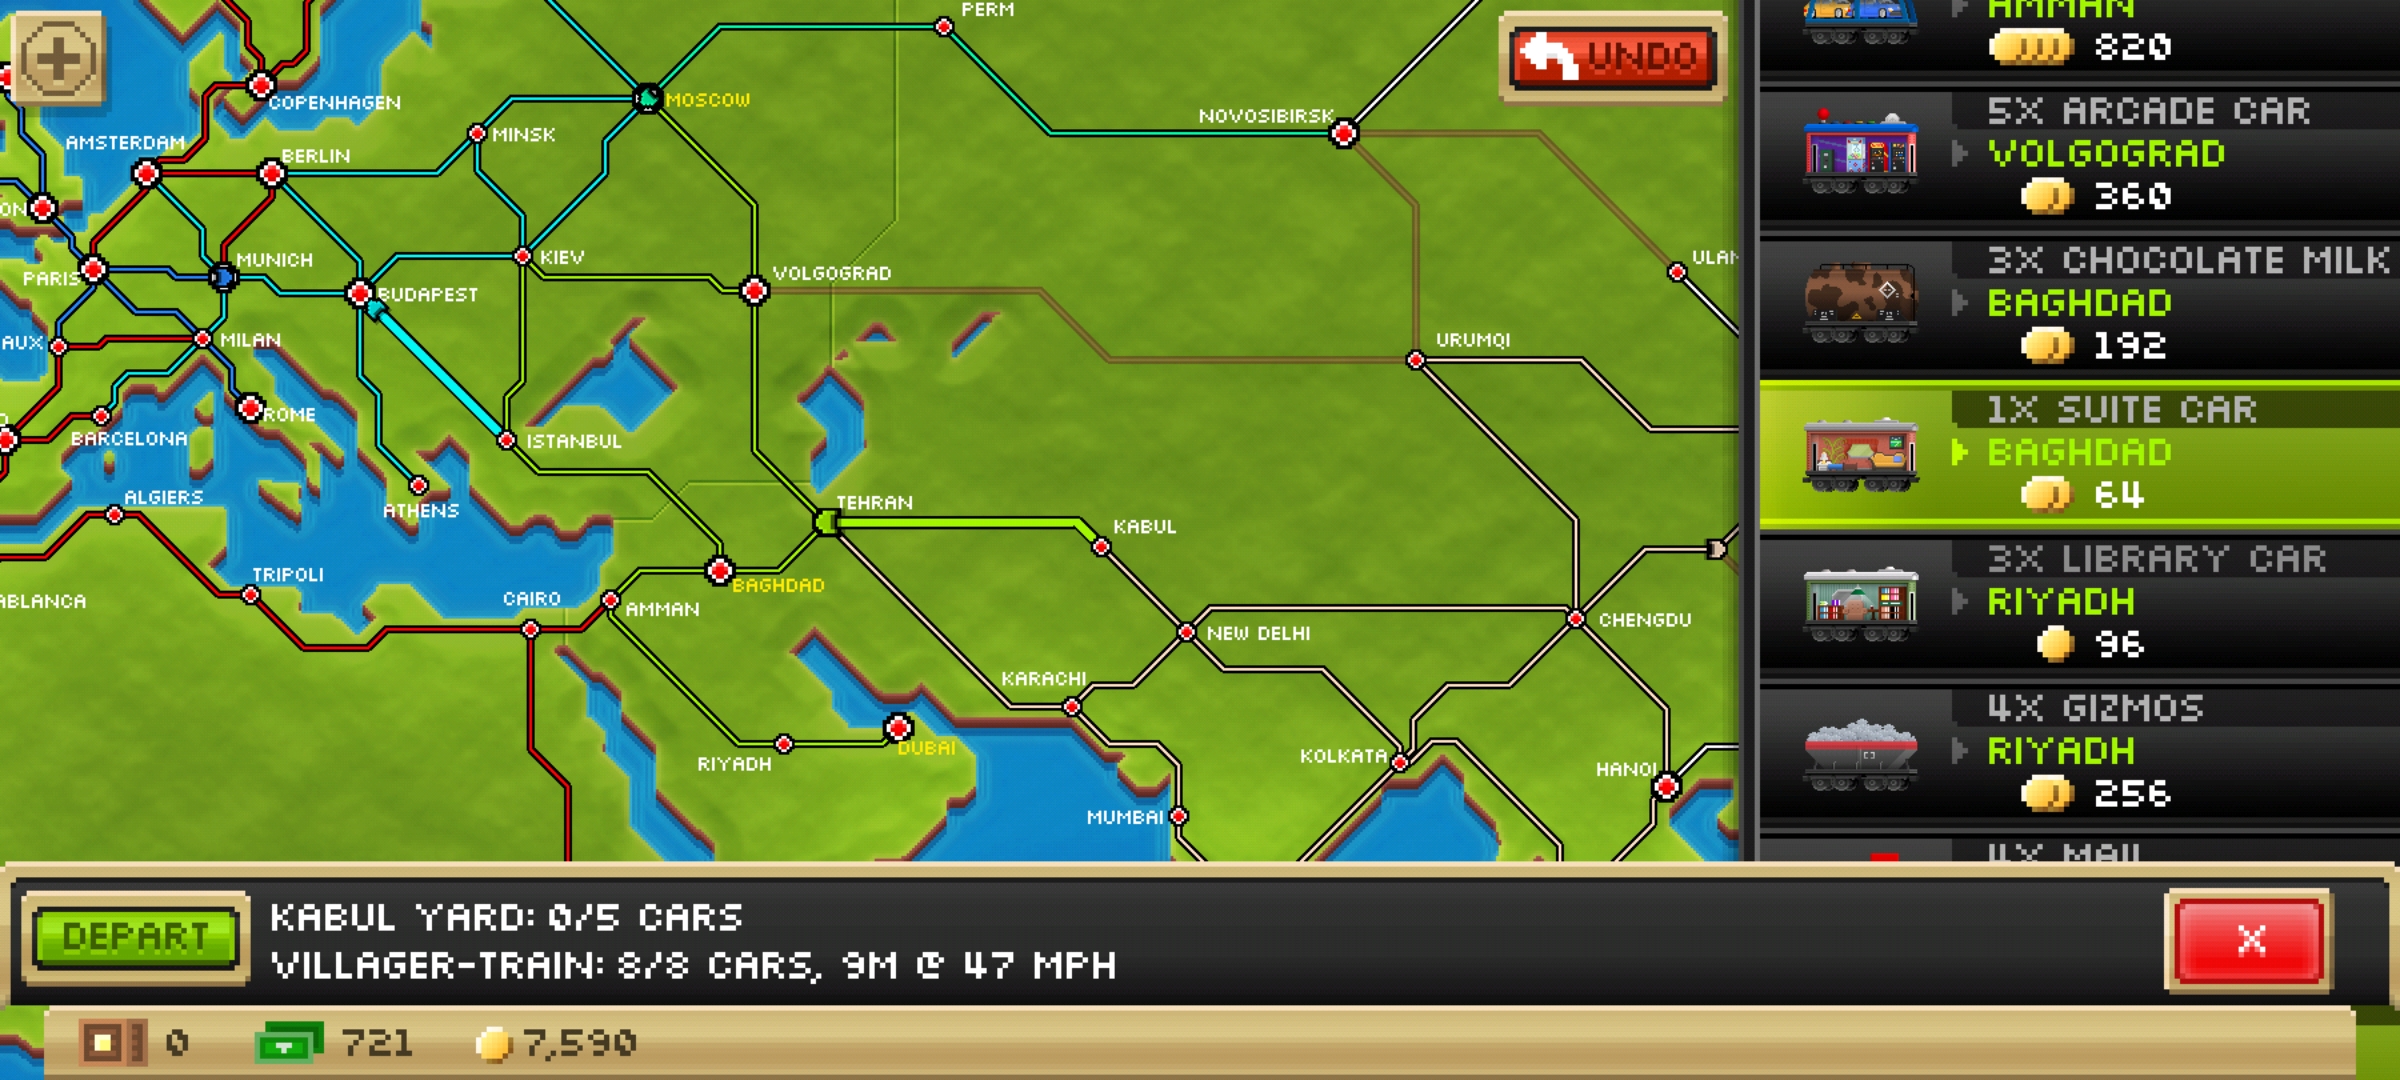 PERM
AMMAN
820
UNDO
COPENHAGEN
MOSCOW
NOVOSIBIRSK
5X ARCADE CAR
VOLGOGRAD
360
AMSTERDAM
MINSK
BERLIN
ON
MUNICH
KIEV
ULAN
3X CHOCOLATE MILK
BAGHDAD
192
PARIS
BUDAPEST
VOLGOGRAD
AUX
MILAN
URUMQI
1X SUITE CAR
BAGHDAD
64
ROME
BARCELONA
ISTANBUL
ALGIERS
ATHENS
TEHRAN
KABUL
3X LIBRARY CAR
RIYADH
96
TRIPOLI
BAGHDAD
ABLANCA
CAIRO
AMMAN
NEW DELHI
CHENGDU
KARACHI
4X GIZMOS
RIYADH
256
DUBAI
RIYADH
KOLKATA
HANOI
MUMBAI
4X MAIL
DEPART
KABUL YARD: 0/5 CARS
VILLAGER-TRAIN: 8/8 CARS, 9M @ 47 MPH
X
0
721
7,590